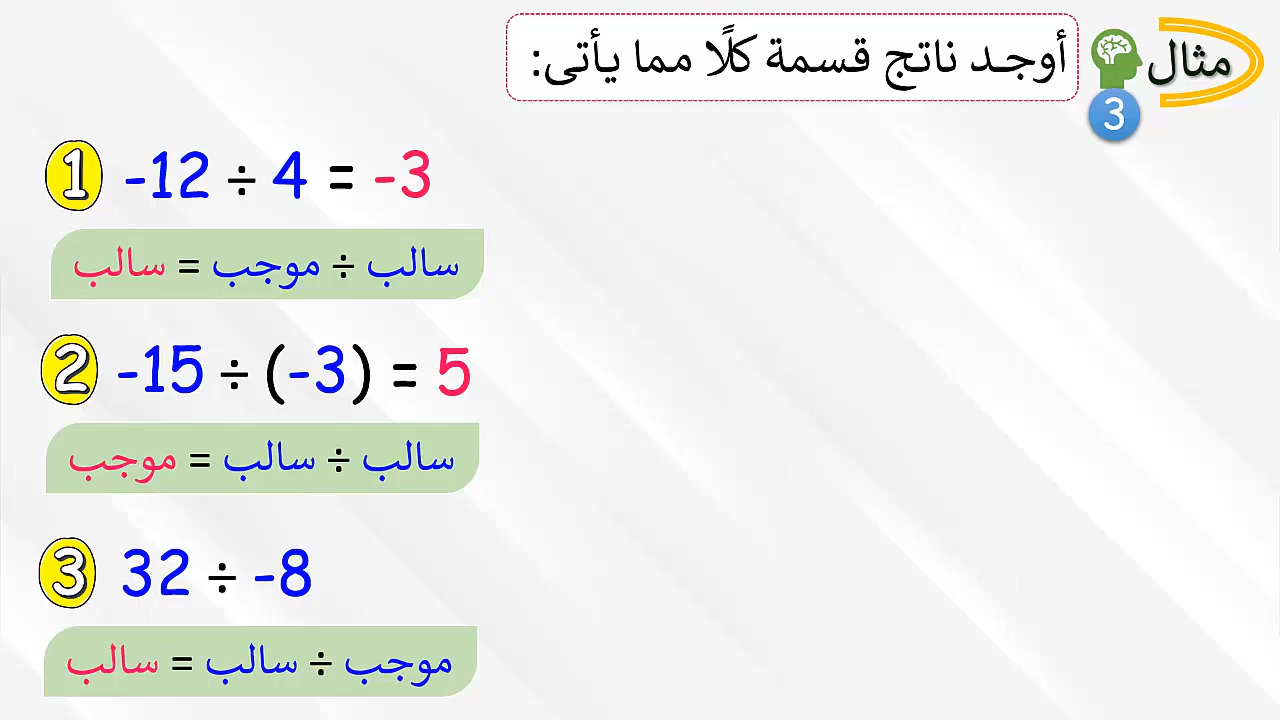 مثال
3
أوجد ناتج قسمة كلًا مما يأتى:
1 -12 ÷ 4 = -3
سالب ÷ موجب = سالب
2 -15 ÷ (-3) = 5
سالب ÷ سالب = موجب
3 32 ÷ -8
موجب ÷ سالب = سالب